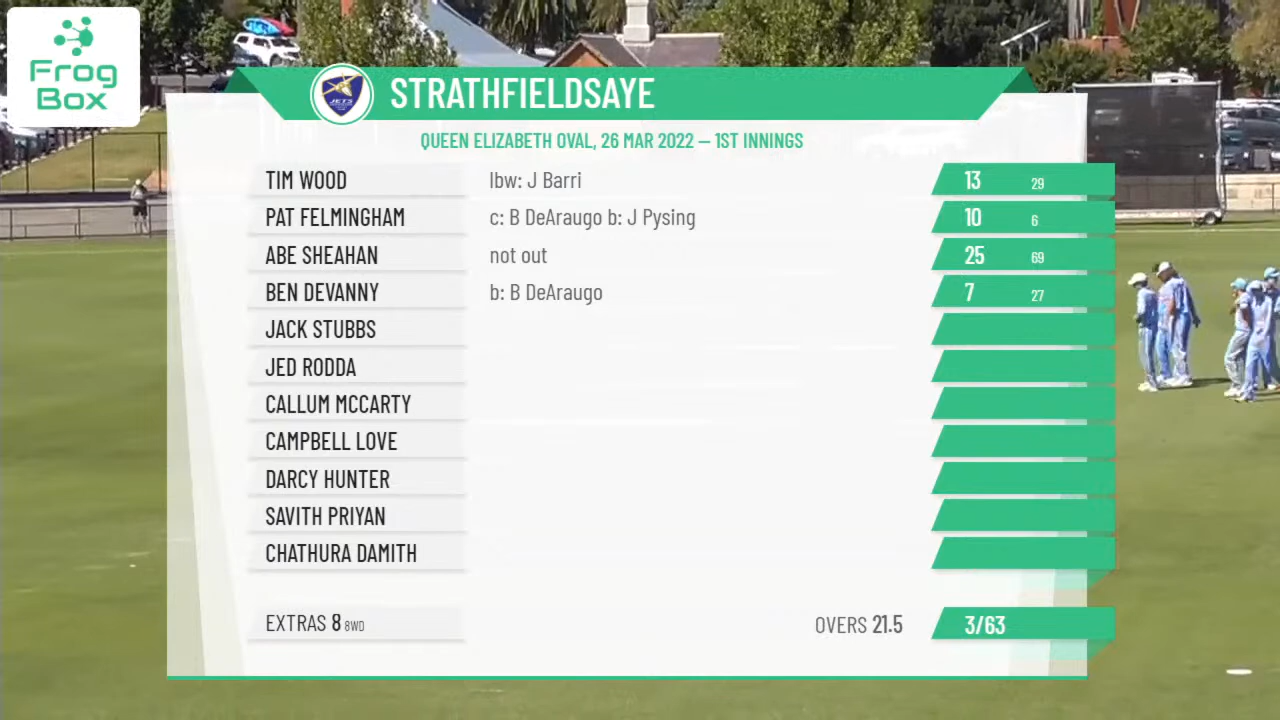 Frog
Box
JETS
STRATHFIELDSAYE
QUEEN ELIZABETH OVAL, 26 MAR 2022 – 1ST INNINGS
TIM WOOD lbw: J Barri 13 29
PAT FELMINGHAM c: B DeAraugo b: J Pysing 10 6
ABE SHEAHAN not out 25 69
BEN DEVANNY b: B DeAraugo 7 27
JACK STUBBS
JED RODDA
CALLUM MCCARTY
CAMPBELL LOVE
DARCY HUNTER
SAVITH PRIYAN
CHATHURA DAMITH
EXTRAS 8 8WD OVERS 21.5 3/63